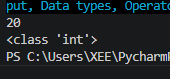 put, Data types, Operato
20
<class 'int'>
PS C:\Users\XEE\Pycharm